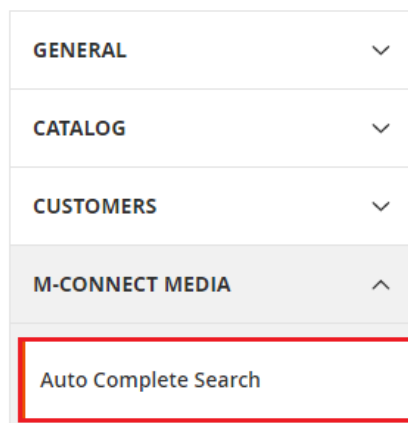 GENERAL
CATALOG
CUSTOMERS
M-CONNECT MEDIA
Auto Complete Search